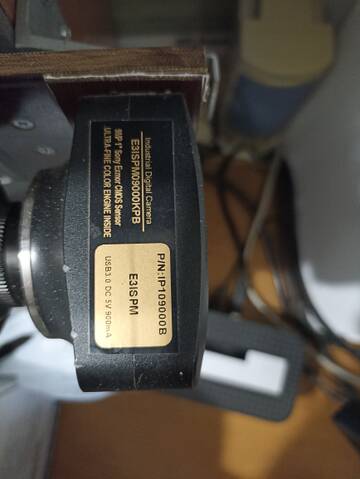 Industrial Digital Camera
E3ISPM09000KPB
9MP 1" Sony Exmor CMOS Sensor
,ULTRA-FINE COLOR ENGINE INSIDE
P/N:IP109000B
E3ISPM
USB3.0 DC 5V 900mA